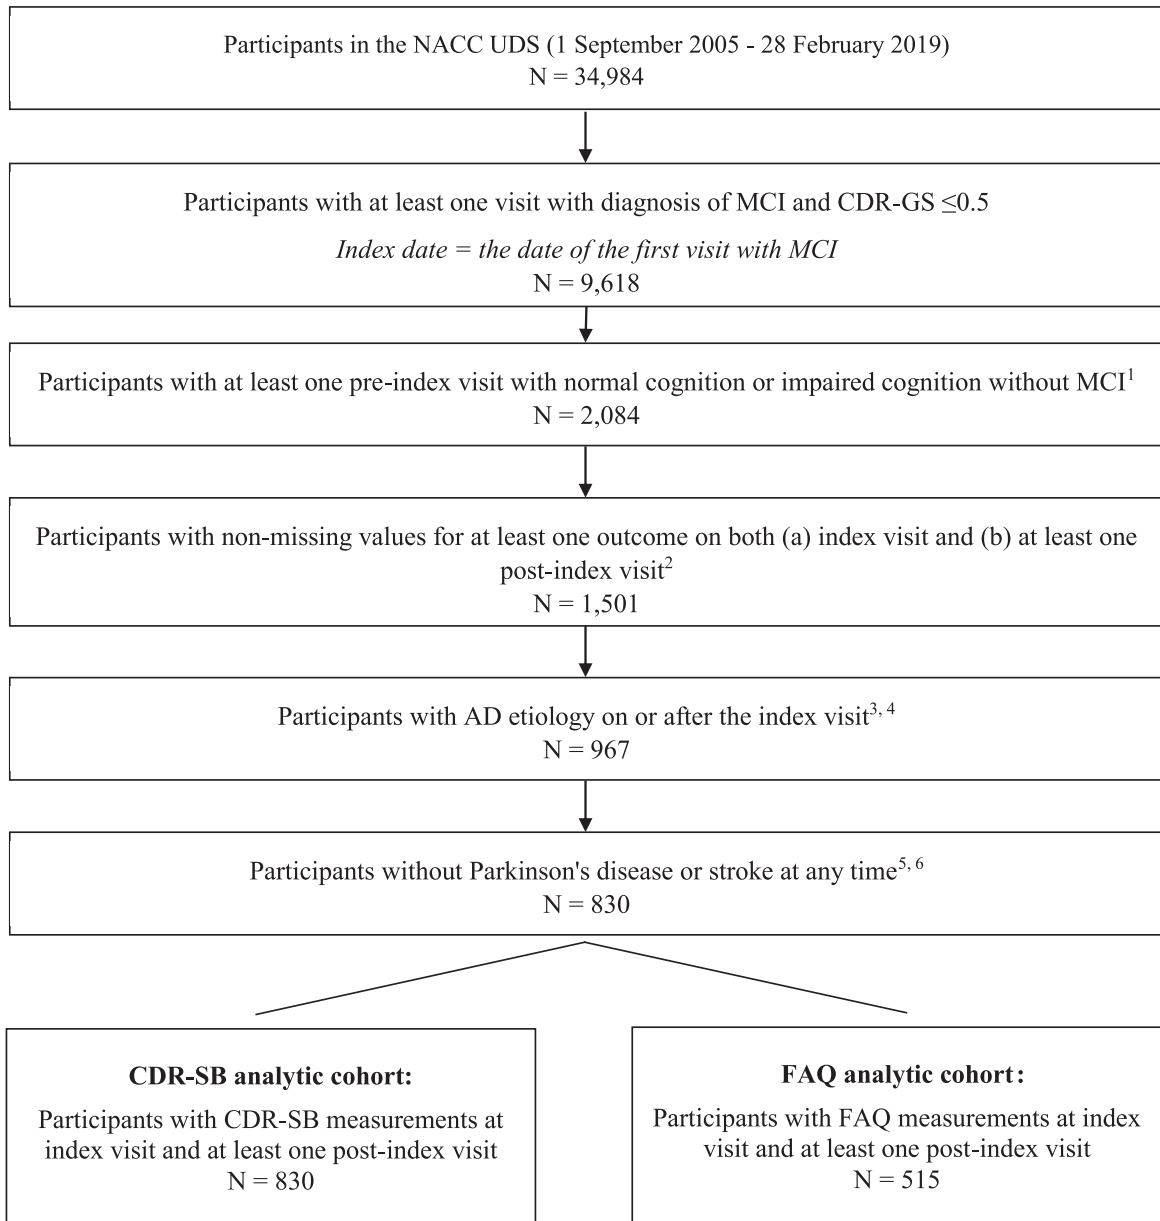 Participants in the NACC UDS (1 September 2005 - 28 February 2019)
N = 34,984
Participants with at least one visit with diagnosis of MCI and CDR-GS ≤0.5
Index date = the date of the first visit with MCI
N = 9,618
Participants with at least one pre-index visit with normal cognition or impaired cognition without MCI¹
N = 2,084
Participants with non-missing values for at least one outcome on both (a) index visit and (b) at least one
post-index visit²
N = 1,501
Participants with AD etiology on or after the index visit³, ⁴
N = 967
Participants without Parkinson's disease or stroke at any time⁵, ⁶
N = 830
CDR-SB analytic cohort:
Participants with CDR-SB measurements at
index visit and at least one post-index visit
N = 830
FAQ analytic cohort:
Participants with FAQ measurements at index
visit and at least one post-index visit
N = 515